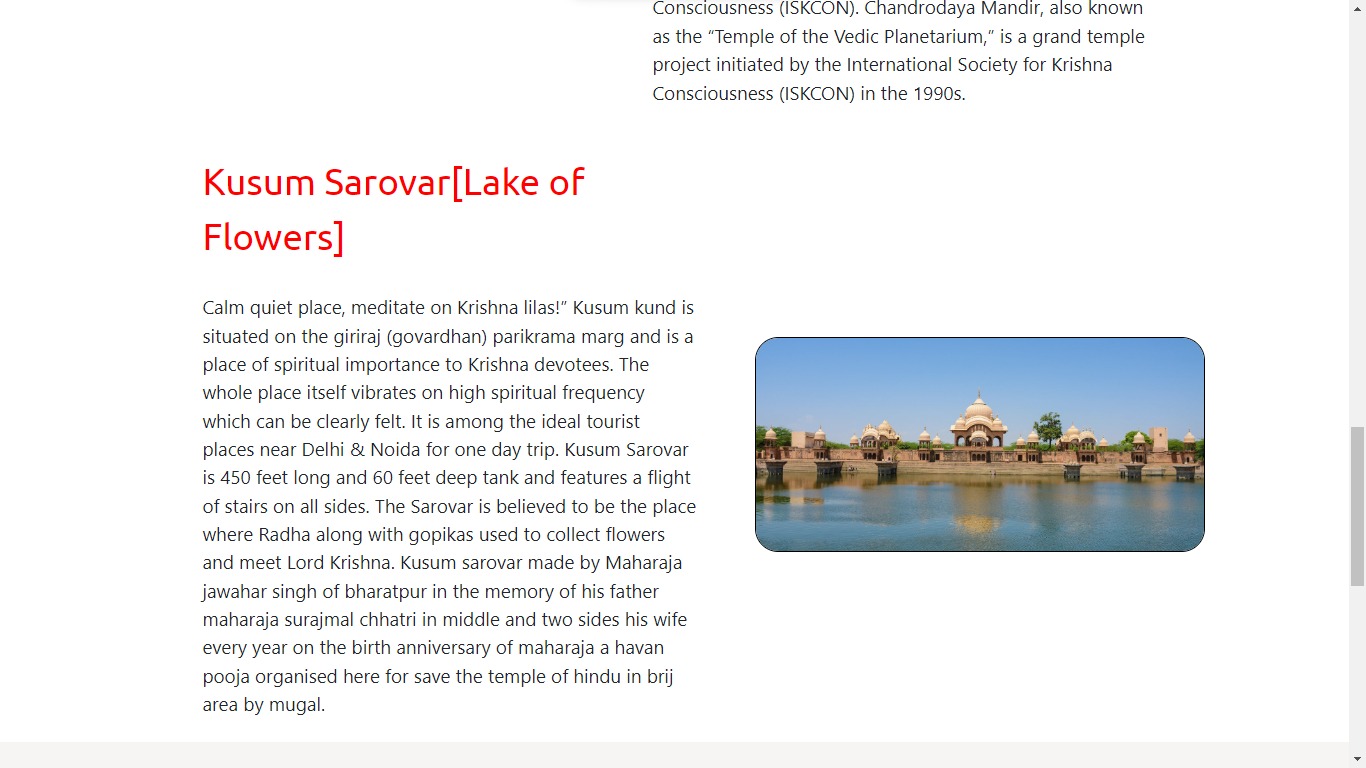 Consciousness (ISKCON). Chandrodaya Mandir, also known
as the “Temple of the Vedic Planetarium,” is a grand temple
project initiated by the International Society for Krishna
Consciousness (ISKCON) in the 1990s.
Kusum Sarovar[Lake of
Flowers]
Calm quiet place, meditate on Krishna lilas!” Kusum kund is
situated on the giriraj (govardhan) parikrama marg and is a
place of spiritual importance to Krishna devotees. The
whole place itself vibrates on high spiritual frequency
which can be clearly felt. It is among the ideal tourist
places near Delhi & Noida for one day trip. Kusum Sarovar
is 450 feet long and 60 feet deep tank and features a flight
of stairs on all sides. The Sarovar is believed to be the place
where Radha along with gopikas used to collect flowers
and meet Lord Krishna. Kusum sarovar made by Maharaja
jawahar singh of bharatpur in the memory of his father
maharaja surajmal chhatri in middle and two sides his wife
every year on the birth anniversary of maharaja a havan
pooja organised here for save the temple of hindu in brij
area by mugal.